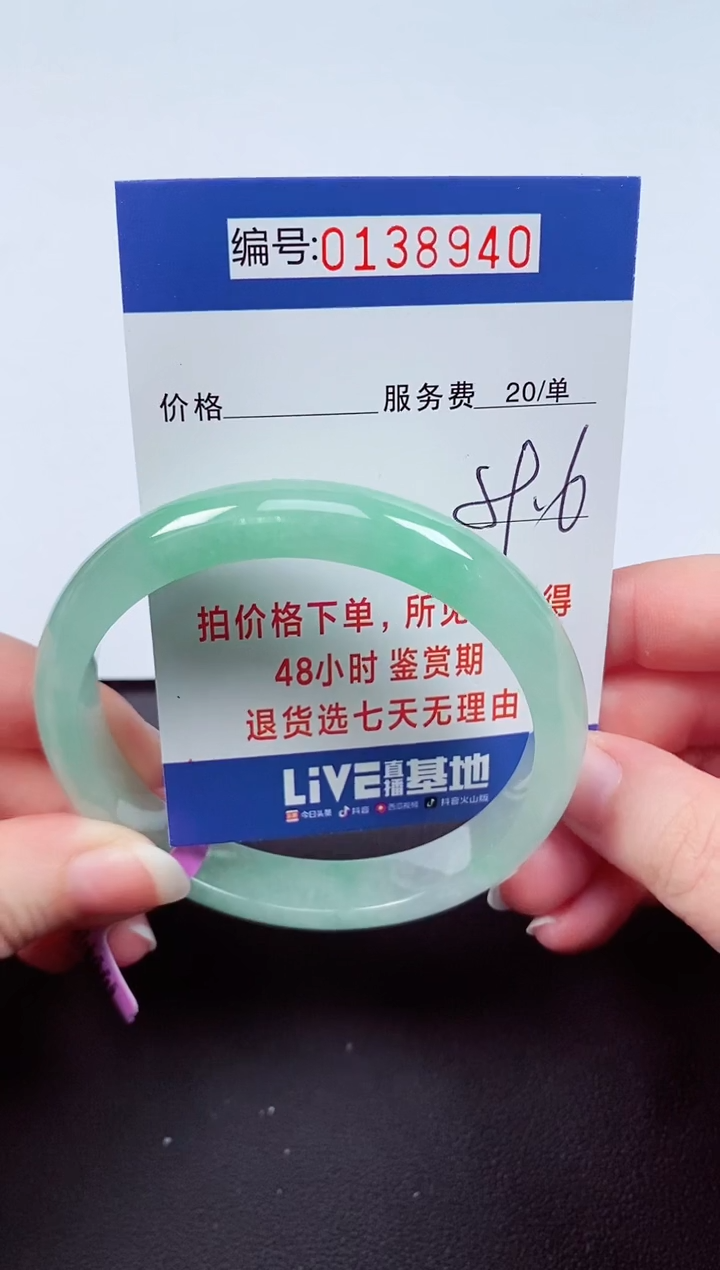 编号:0138940
价格 服务费 20/单
拍价格下单，所见 得
48小时 鉴赏期
退货选七天无理由
LiVE直播基地
今日头条 抖音 西瓜视频 抖音火山版